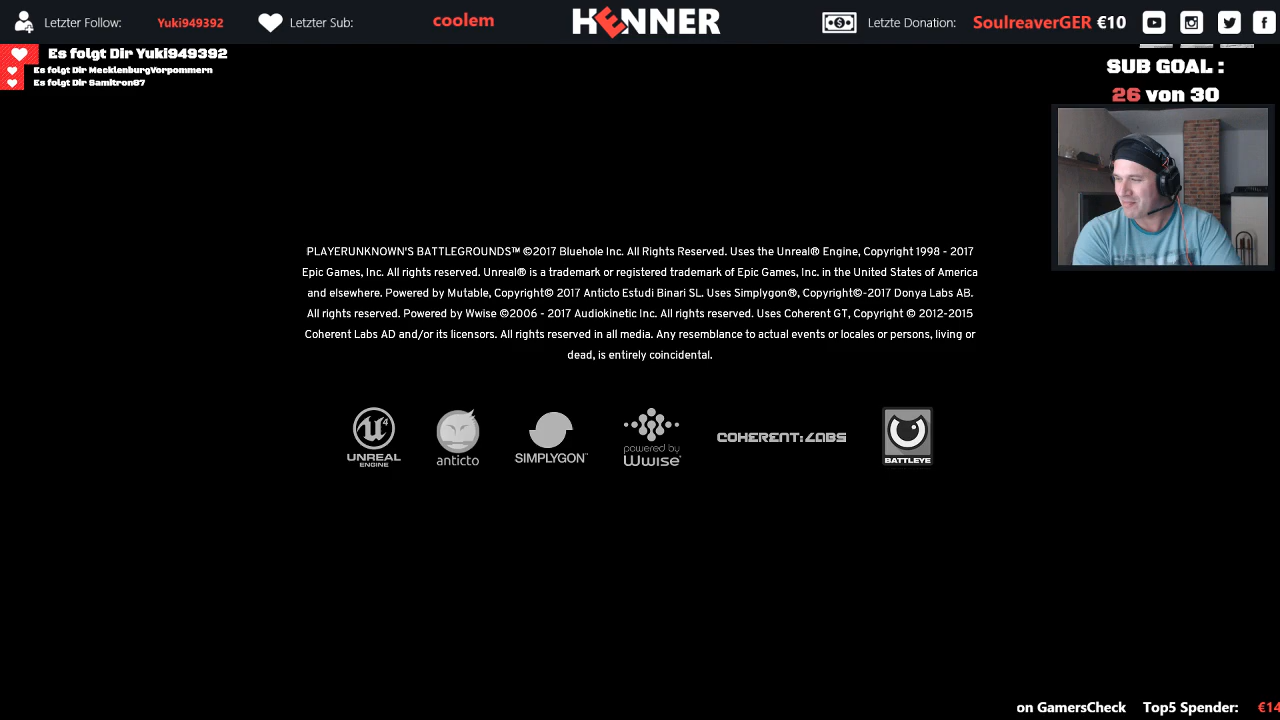 Letzter Follow: Yuki949392 Letzter Sub: coolem HENNER Letzte Donation: SoulreaverGER €10
Es folgt Dir Yuki949392
Es folgt Dir MecklenburgVorpommern
Es folgt Dir Samitron87
SUB GOAL :
26 von 30
PLAYERUNKNOWN'S BATTLEGROUNDS™ ©2017 Bluehole Inc. All Rights Reserved. Uses the Unreal® Engine, Copyright 1998 - 2017
Epic Games, Inc. All rights reserved. Unreal® is a trademark or registered trademark of Epic Games, Inc. in the United States of America
and elsewhere. Powered by Mutable, Copyright© 2017 Anticto Estudi Binari SL. Uses Simplygon®, Copyright©-2017 Donya Labs AB.
All rights reserved. Powered by Wwise ©2006 - 2017 Audiokinetic Inc. All rights reserved. Uses Coherent GT, Copyright © 2012-2015
Coherent Labs AD and/or its licensors. All rights reserved in all media. Any resemblance to actual events or locales or persons, living or
dead, is entirely coincidental.
UNREAL ENGINE 4
anticto
SIMPLYGON™
powered by Wwise®
COHERENT:LABS
BATTLEYE
on GamersCheck Top5 Spender: €14